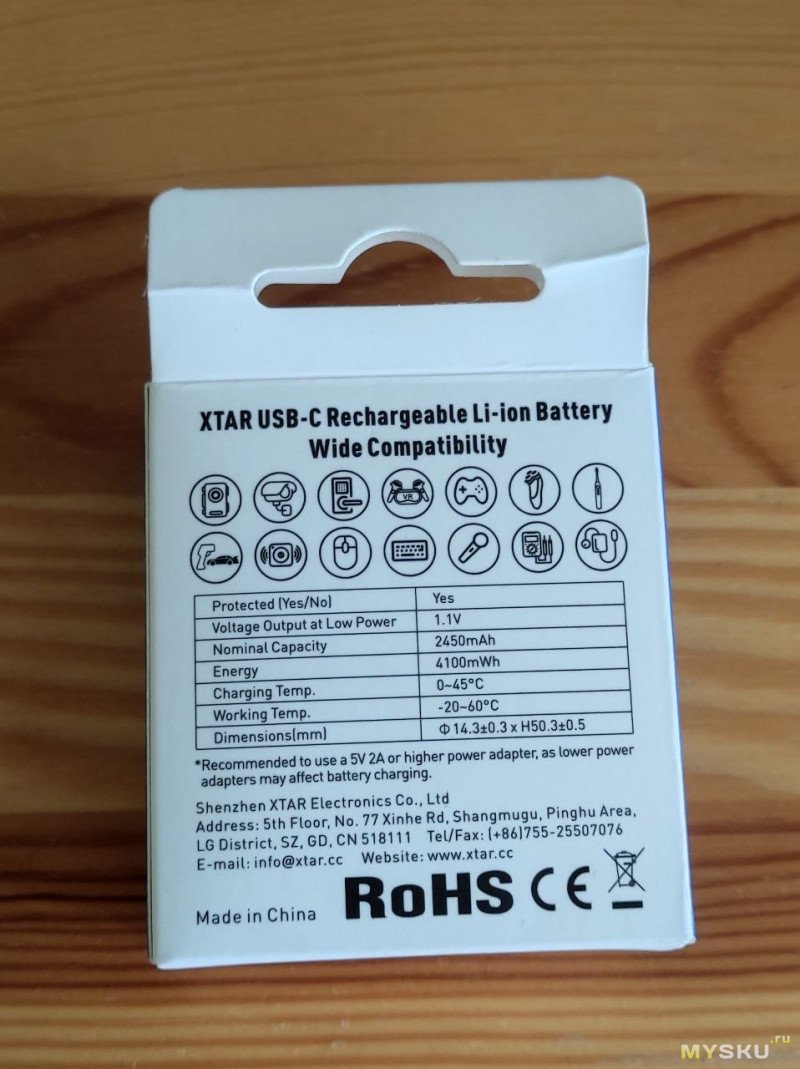 XTAR USB-C Rechargeable Li-ion Battery
Wide Compatibility
VR
Protected (Yes/No) Yes
Voltage Output at Low Power 1.1V
Nominal Capacity 2450mAh
Energy 4100mWh
Charging Temp. 0~45°C
Working Temp. -20~60°C
Dimensions(mm) Φ14.3±0.3 x H50.3±0.5
*Recommended to use a 5V 2A or higher power adapter, as lower power
adapters may affect battery charging.
Shenzhen XTAR Electronics Co., Ltd
Address: 5th Floor, No. 77 Xinhe Rd, Shangmugu, Pinghu Area,
LG District, SZ, GD, CN 518111 Tel/Fax: (+86)755-25507076
E-mail: info@xtar.cc Website: www.xtar.cc
Made in China RoHS CE
MYSKU.ru